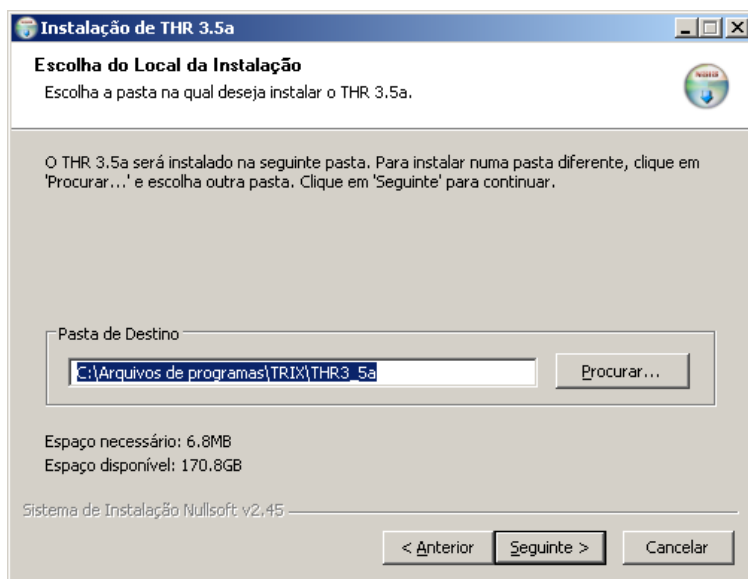 Instalação de THR 3.5a
Escolha do Local da Instalação
Escolha a pasta na qual deseja instalar o THR 3.5a.
O THR 3.5a será instalado na seguinte pasta. Para instalar numa pasta diferente, clique em
'Procurar...' e escolha outra pasta. Clique em 'Seguinte' para continuar.
Pasta de Destino
C:\Arquivos de programas\TRIX\THR3_5a
Procurar...
Espaço necessário: 6.8MB
Espaço disponível: 170.8GB
Sistema de Instalação Nullsoft v2.45
< Anterior
Seguinte >
Cancelar